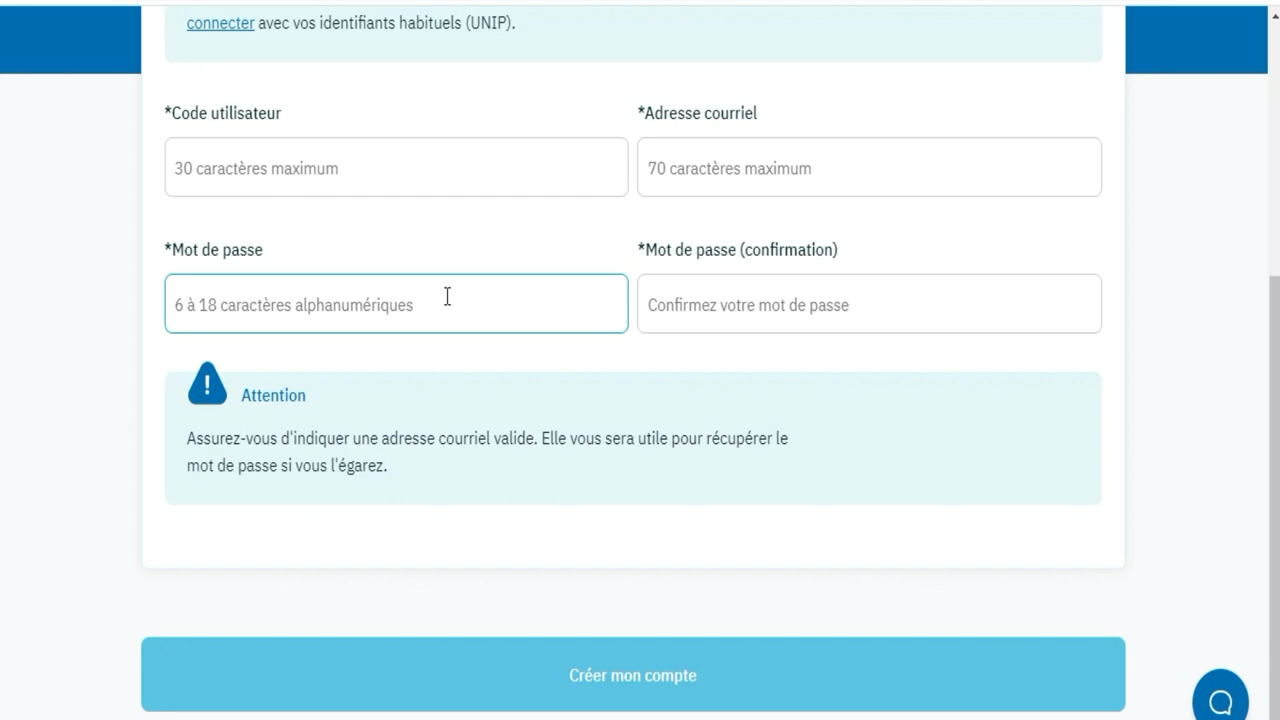 connecter avec vos identifiants habituels (UNIP).
*Code utilisateur
*Adresse courriel
30 caractères maximum
70 caractères maximum
*Mot de passe
*Mot de passe (confirmation)
6 à 18 caractères alphanumériques
Confirmez votre mot de passe
Attention
Assurez-vous d'indiquer une adresse courriel valide. Elle vous sera utile pour récupérer le
mot de passe si vous l'égarez.
Créer mon compte